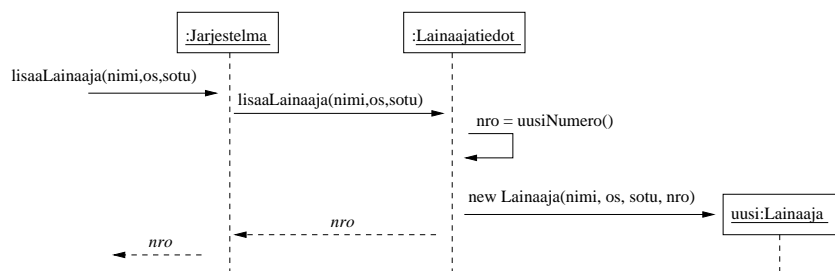 :Jarjestelma
:Lainaajatiedot
lisaaLainaaja(nimi,os,sotu)
lisaaLainaaja(nimi,os,sotu)
nro = uusiNumero()
new Lainaaja(nimi, os, sotu, nro)
uusi:Lainaaja
nro
nro